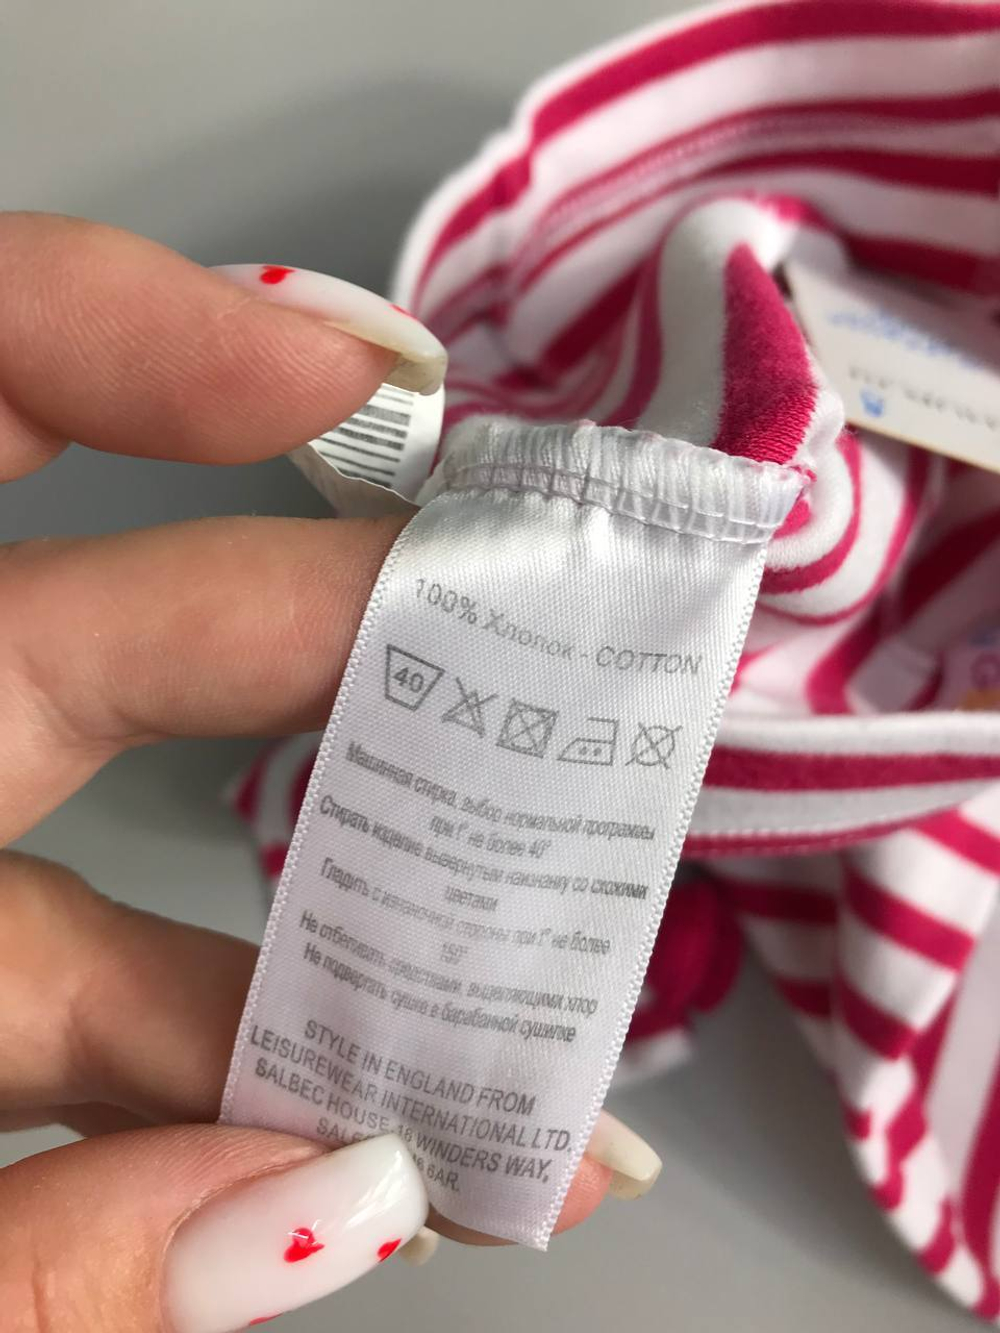 100% Хлопок - COTTON
40
Машинная стирка, выбор нормальной программы
при t° не более 40°
Стирать изделие вывернутым наизнанку со схожими
цветами
Гладить с изнаночной стороны при t° не более
150°
Не отбеливать средствами, выделяющими хлор
Не подвергать сушке в барабанной сушилке
STYLE IN ENGLAND FROM
LEISUREWEAR INTERNATIONAL LTD,
SALBEC HOUSE-18 WINDERS WAY,
6AR.